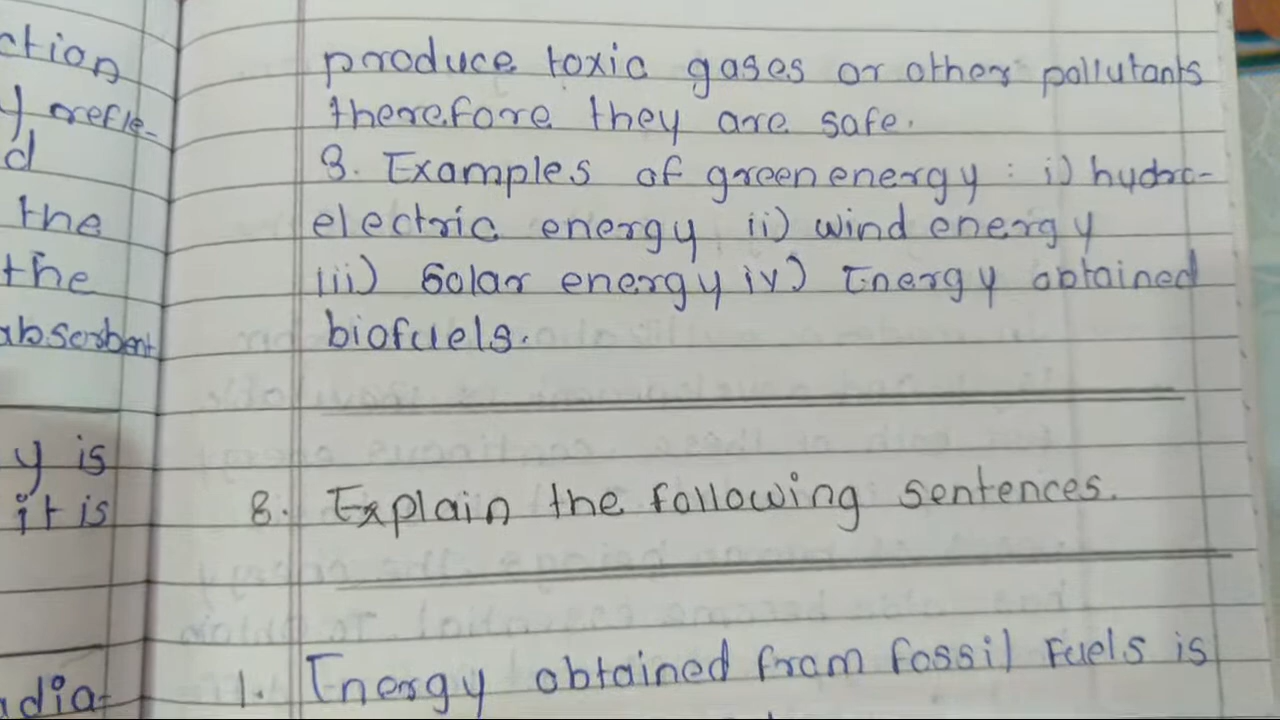 ction
y refle-
d
the
the
absorbent
y is
it is
adia-
produce toxic gases or other pollutants
therefore they are safe.
3. Examples of green energy : i) hydro-
electric energy ii) wind energy
iii) Solar energy iv) Energy obtained
biofuels.
8. Explain the following sentences.
1. Energy obtained from fossil fuels is